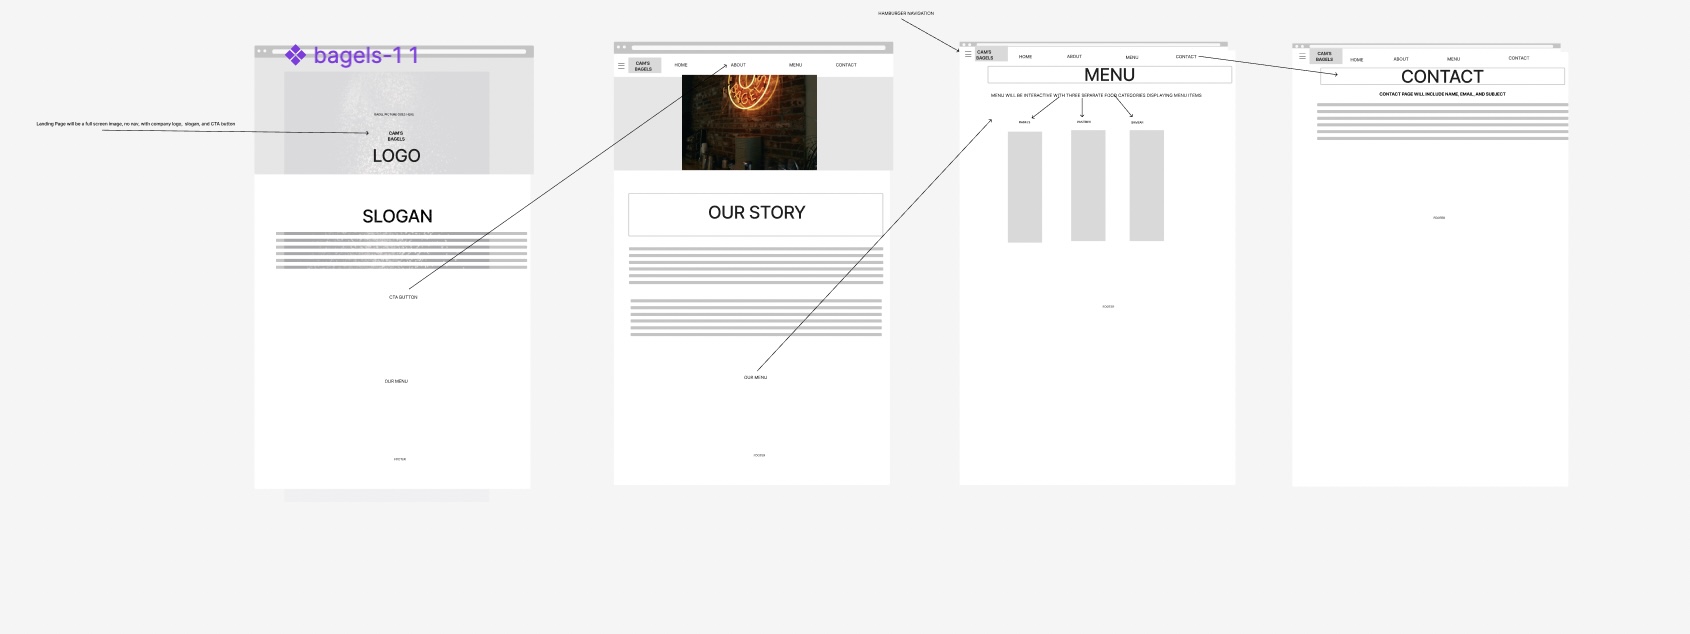 HAMBURGER NAVIGATION
bagels-1 1
Landing Page will be a full screen image, no nav, with company logo, slogan, and CTA button
CAM'S
BAGELS
LOGO
SLOGAN
CTA BUTTON
OUR MENU
FOOTER
CAM'S
BAGELS
HOME
ABOUT
MENU
CONTACT
OUR STORY
OUR MENU
FOOTER
CAM'S
BAGELS
HOME
ABOUT
MENU
CONTACT
MENU
MENU WILL BE INTERACTIVE WITH THREE SEPARATE FOOD CATEGORIES DISPLAYING MENU ITEMS
BAGELS
FOOTER
CAM'S
BAGELS
HOME
ABOUT
MENU
CONTACT
CONTACT
CONTACT PAGE WILL INCLUDE NAME, EMAIL, AND SUBJECT
FOOTER